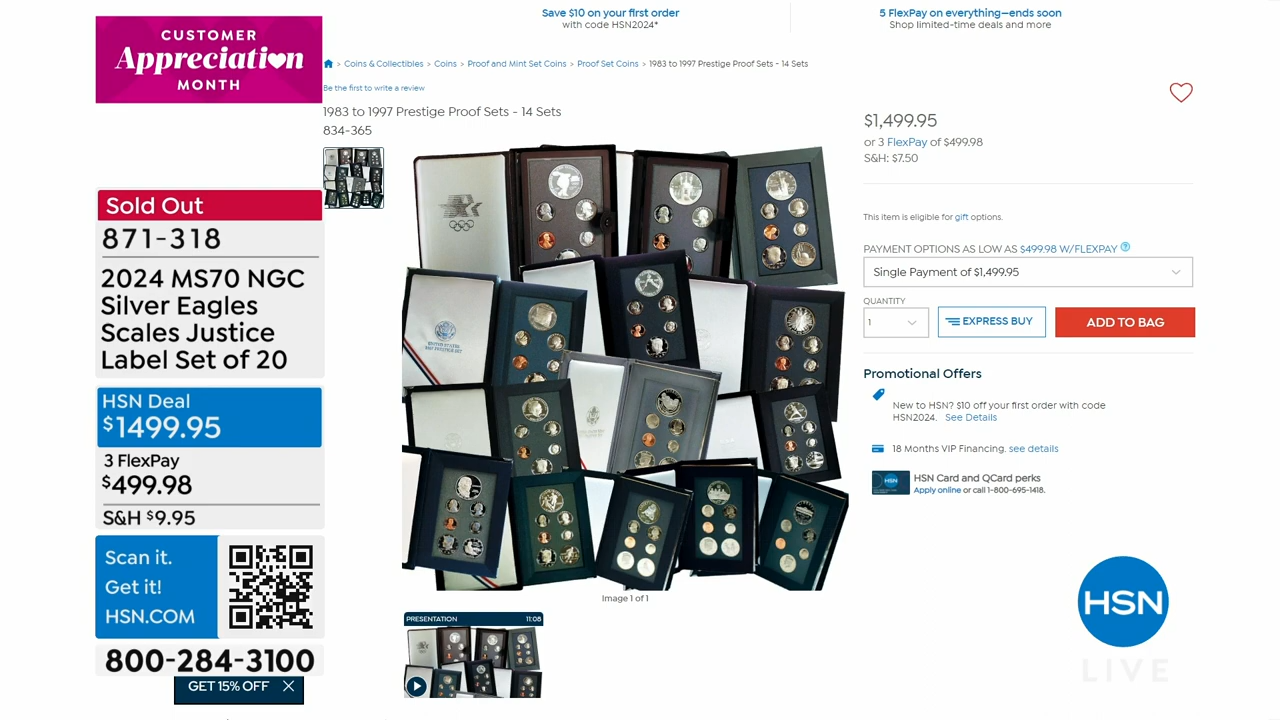 CUSTOMER
Appreciation
MONTH
Save $10 on your first order
with code HSN2024*
5 FlexPay on everything—ends soon
Shop limited-time deals and more
> Coins & Collectibles > Coins > Proof and Mint Set Coins > Proof Set Coins > 1983 to 1997 Prestige Proof Sets - 14 Sets
Be the first to write a review
1983 to 1997 Prestige Proof Sets - 14 Sets
834-365
$1,499.95
or 3 FlexPay of $499.98
S&H: $7.50
This item is eligible for gift options.
PAYMENT OPTIONS AS LOW AS $499.98 W/FLEXPAY ?
Single Payment of $1,499.95
QUANTITY
1
EXPRESS BUY
ADD TO BAG
Promotional Offers
New to HSN? $10 off your first order with code
HSN2024. See Details
18 Months VIP Financing. see details
HSN
HSN Card and QCard perks
Apply online or call 1-800-695-1418.
Sold Out
871-318
2024 MS70 NGC
Silver Eagles
Scales Justice
Label Set of 20
HSN Deal
$1499.95
3 FlexPay
$499.98
S&H $9.95
Scan it.
Get it!
HSN.COM
800-284-3100
GET 15% OFF
Image 1 of 1
PRESENTATION 11:08
HSN
LIVE